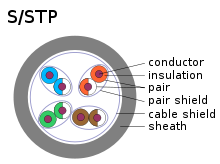 S/STP
conductor
insulation
pair
pair shield
cable shield
sheath